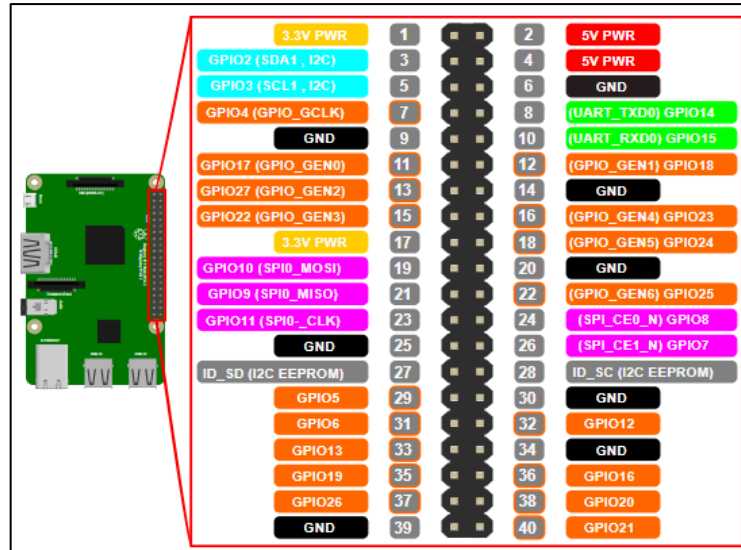 3.3V PWR 1 2 5V PWR
GPIO2 (SDA1 , I2C) 3 4 5V PWR
GPIO3 (SCL1 , I2C) 5 6 GND
GPIO4 (GPIO_GCLK) 7 8 (UART_TXD0) GPIO14
GND 9 10 (UART_RXD0) GPIO15
GPIO17 (GPIO_GEN0) 11 12 (GPIO_GEN1) GPIO18
GPIO27 (GPIO_GEN2) 13 14 GND
GPIO22 (GPIO_GEN3) 15 16 (GPIO_GEN4) GPIO23
3.3V PWR 17 18 (GPIO_GEN5) GPIO24
GPIO10 (SPI0_MOSI) 19 20 GND
GPIO9 (SPI0_MISO) 21 22 (GPIO_GEN6) GPIO25
GPIO11 (SPI0-_CLK) 23 24 (SPI_CE0_N) GPIO8
GND 25 26 (SPI_CE1_N) GPIO7
ID_SD (I2C EEPROM) 27 28 ID_SC (I2C EEPROM)
GPIO5 29 30 GND
GPIO6 31 32 GPIO12
GPIO13 33 34 GND
GPIO19 35 36 GPIO16
GPIO26 37 38 GPIO20
GND 39 40 GPIO21